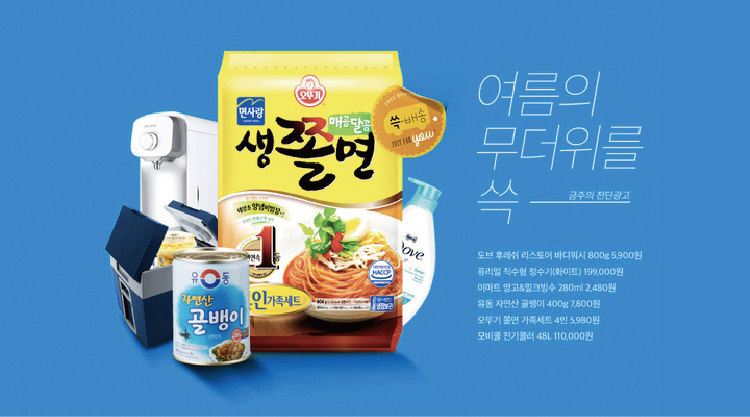 여름의
무더위를
쓱
금주의 전단광고
도브 후레쉬 리스토어 바디워시 800g 5,900원
퓨리얼 직수형 정수기(화이트) 199,000원
이마트 망고&밀크빙수 280ml 2,480원
유동 자연산 골뱅이 400g 7,800원
오뚜기 쫄면 가족세트 4인 5,980원
모비쿨 전기쿨러 48L 110,000원
오뚜기
면사랑
매콤달콤
생쫄면
쓱-배송
JUST FOR you
1
인가족세트
HACCP
Dove
유동
자연산
골뱅이